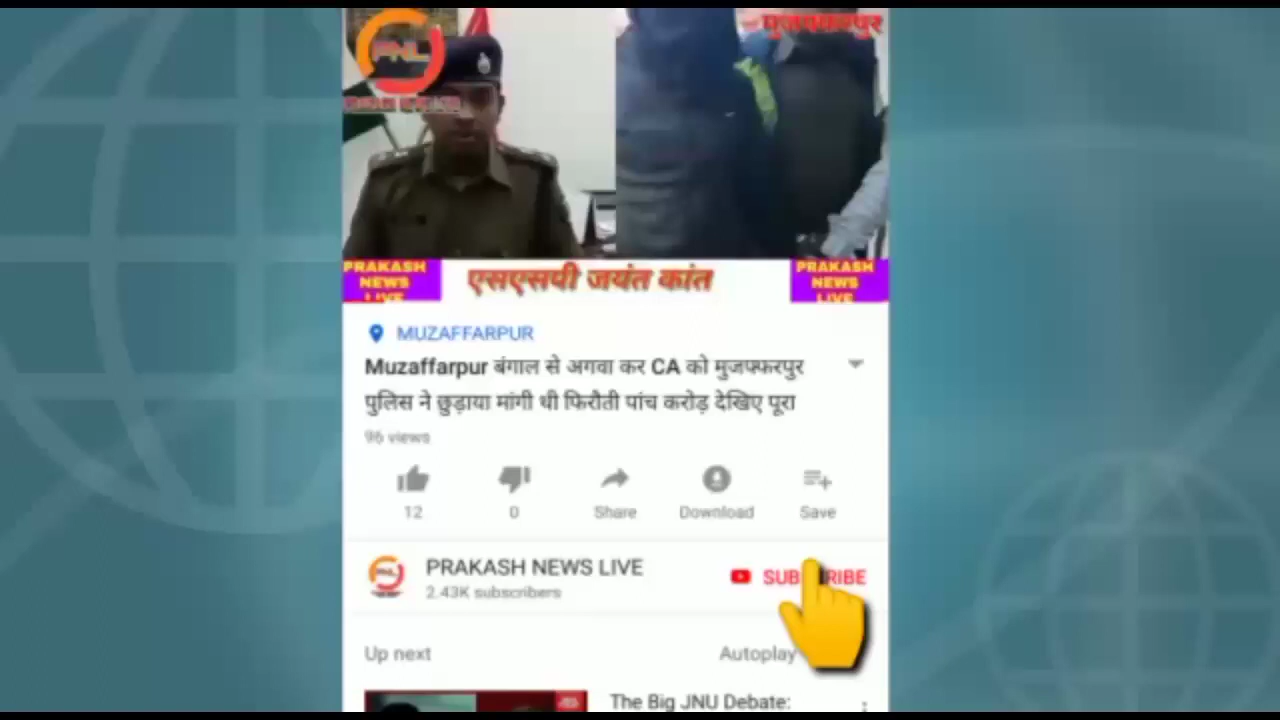 PNL
मुजफ्फरपुर
PRAKASH NEWS LIVE
एसएसपी जयंत कांत
PRAKASH NEWS LIVE
MUZAFFARPUR
Muzaffarpur बंगाल से अगवा कर CA को मुजफ्फरपुर
पुलिस ने छुड़ाया मांगी थी फिरौती पांच करोड़ देखिए पूरा
96 views
12
0
Share
Download
Save
PNL
PRAKASH NEWS LIVE
2.43K subscribers
SUBSCRIBE
Up next
Autoplay
The Big JNU Debate: